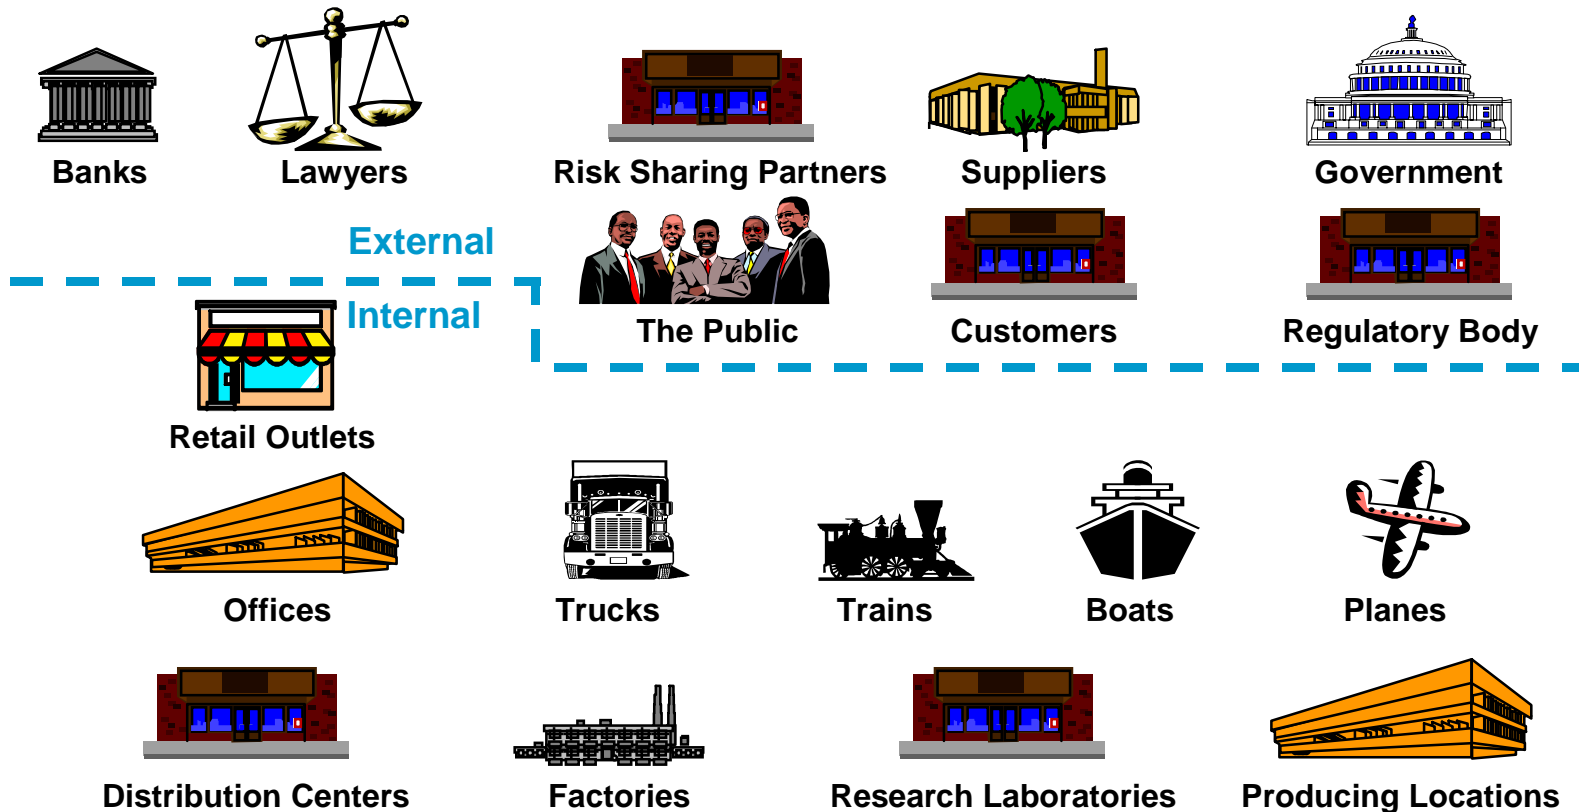 Banks
Lawyers
Risk Sharing Partners
Suppliers
Government
External
Internal
The Public
Customers
Regulatory Body
Retail Outlets
Offices
Trucks
Trains
Boats
Planes
Distribution Centers
Factories
Research Laboratories
Producing Locations